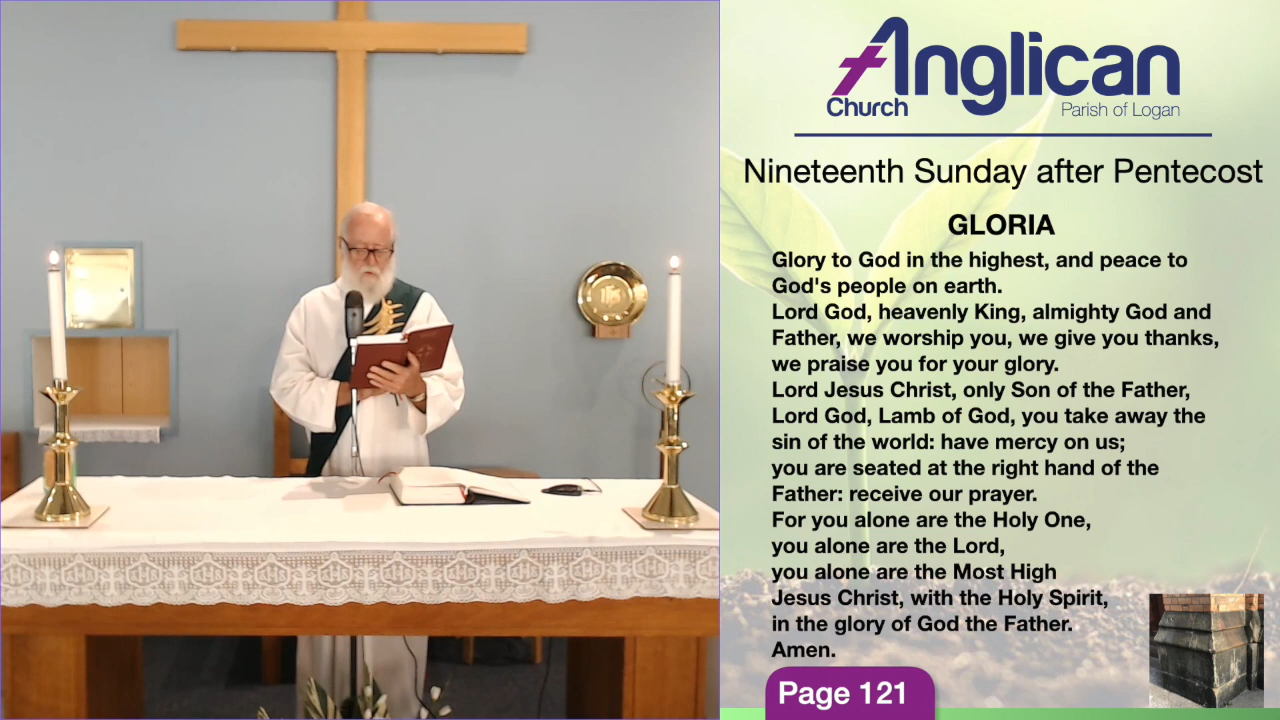 Anglican
Church
Parish of Logan
Nineteenth Sunday after Pentecost
GLORIA
Glory to God in the highest, and peace to
God's people on earth.
Lord God, heavenly King, almighty God and
Father, we worship you, we give you thanks,
we praise you for your glory.
Lord Jesus Christ, only Son of the Father,
Lord God, Lamb of God, you take away the
sin of the world: have mercy on us;
you are seated at the right hand of the
Father: receive our prayer.
For you alone are the Holy One,
you alone are the Lord,
you alone are the Most High
Jesus Christ, with the Holy Spirit,
in the glory of God the Father.
Amen.
Page 121